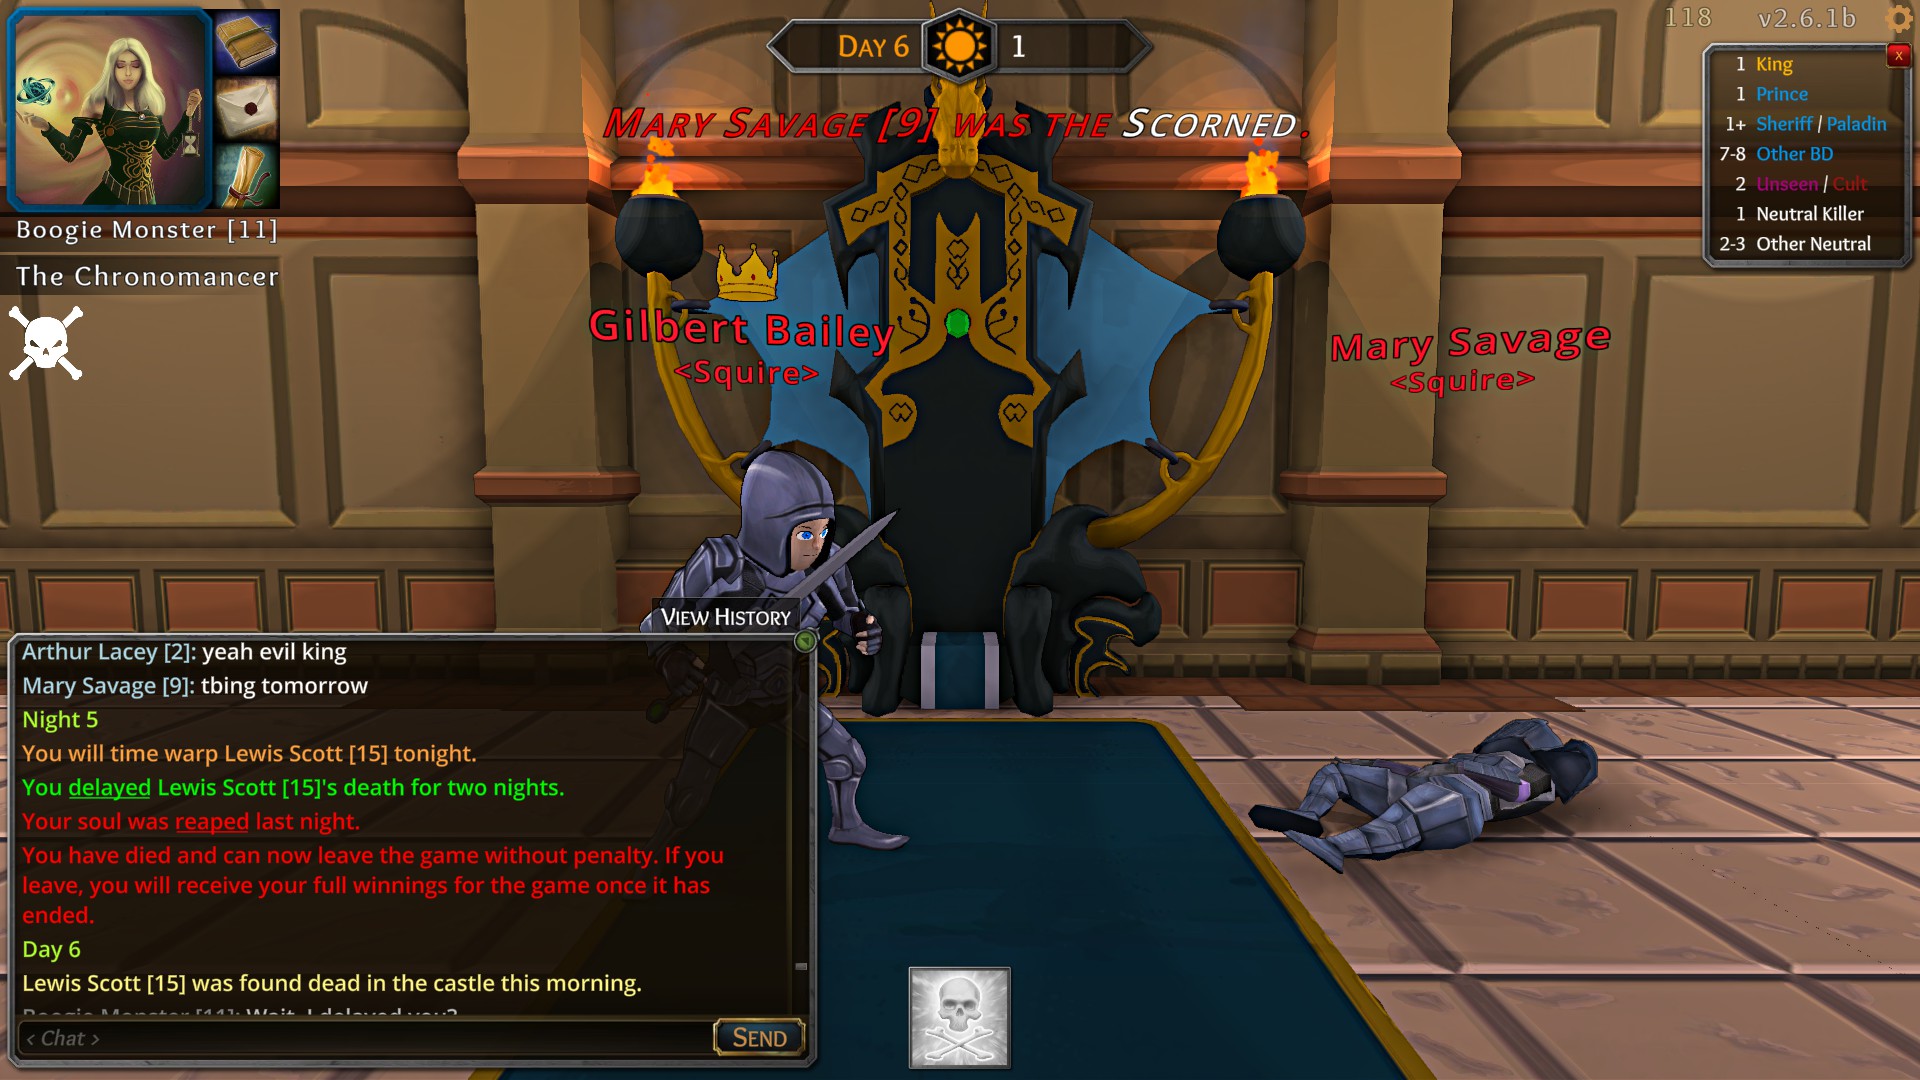 118 v2.6.1b
DAY 6 1
x
1 King
1 Prince
1+ Sheriff / Paladin
7-8 Other BD
2 Unseen / Cult
1 Neutral Killer
2-3 Other Neutral
MARY SAVAGE [9] WAS THE SCORNED.
Boogie Monster [11]
The Chronomancer
Gilbert Bailey
<Squire>
Mary Savage
<Squire>
VIEW HISTORY
Arthur Lacey [2]: yeah evil king
Mary Savage [9]: tbing tomorrow
Night 5
You will time warp Lewis Scott [15] tonight.
You delayed Lewis Scott [15]'s death for two nights.
Your soul was reaped last night.
You have died and can now leave the game without penalty. If you
leave, you will receive your full winnings for the game once it has
ended.
Day 6
Lewis Scott [15] was found dead in the castle this morning.
Boogie Monster [11]: Wait, I delayed you?
< Chat >
SEND